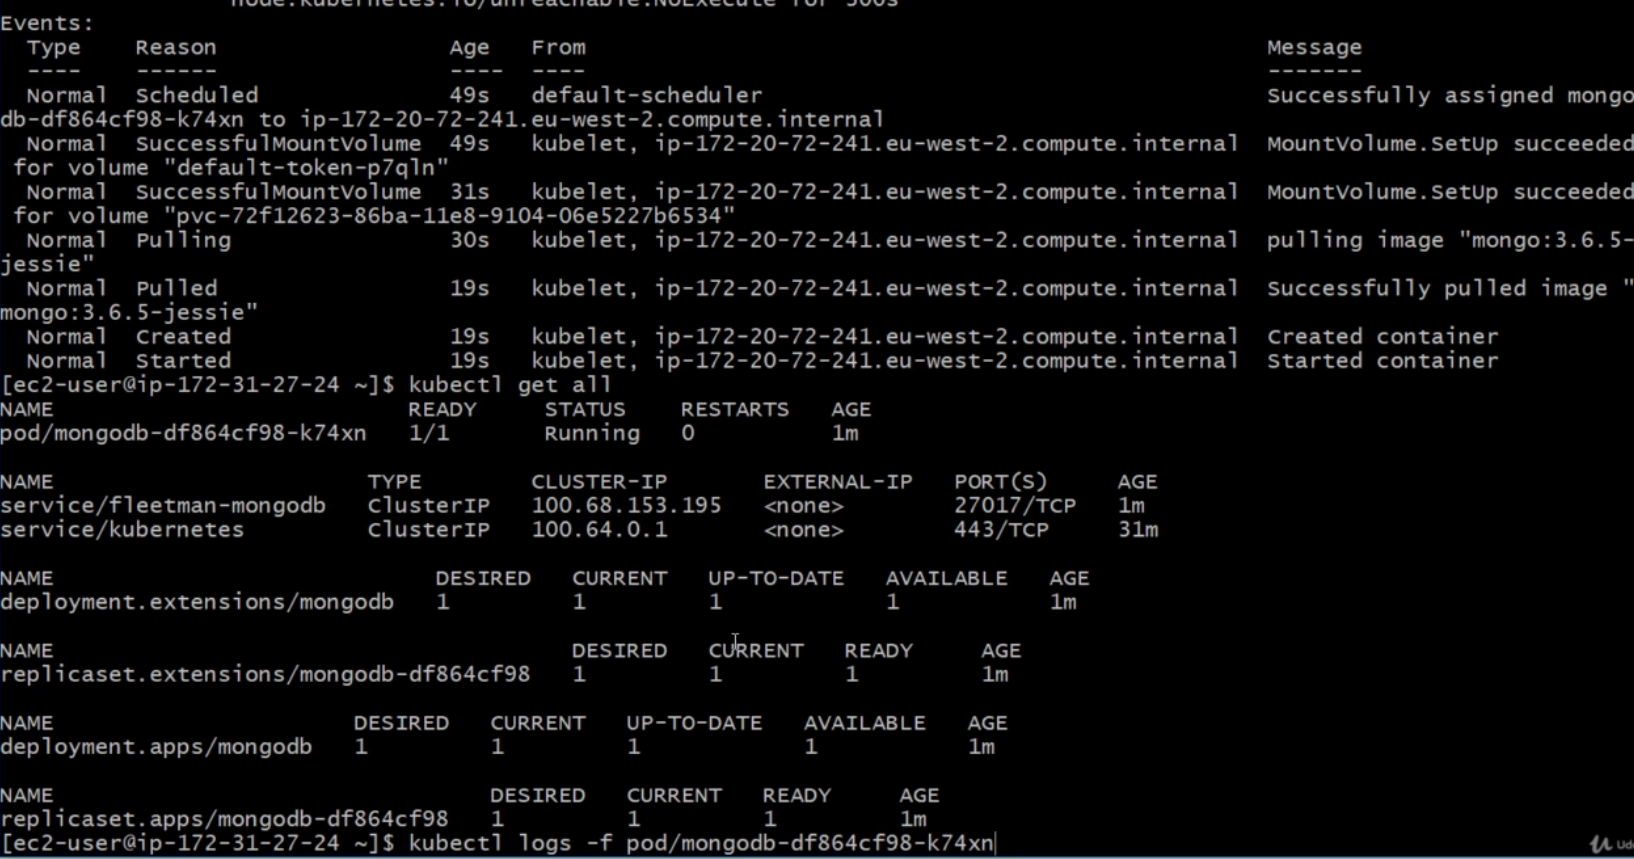 node.kubernetes.io/unreachable:NoExecute for 300s
Events:
  Type    Reason                 Age   From                                                  Message
  ----    ------                 ----  ----                                                  -------
  Normal  Scheduled              49s   default-scheduler                                     Successfully assigned mongo
db-df864cf98-k74xn to ip-172-20-72-241.eu-west-2.compute.internal
  Normal  SuccessfulMountVolume  49s   kubelet, ip-172-20-72-241.eu-west-2.compute.internal  MountVolume.SetUp succeeded
 for volume "default-token-p7qln"
  Normal  SuccessfulMountVolume  31s   kubelet, ip-172-20-72-241.eu-west-2.compute.internal  MountVolume.SetUp succeeded
 for volume "pvc-72f12623-86ba-11e8-9104-06e5227b6534"
  Normal  Pulling                30s   kubelet, ip-172-20-72-241.eu-west-2.compute.internal  pulling image "mongo:3.6.5-
jessie"
  Normal  Pulled                 19s   kubelet, ip-172-20-72-241.eu-west-2.compute.internal  Successfully pulled image "
mongo:3.6.5-jessie"
  Normal  Created                19s   kubelet, ip-172-20-72-241.eu-west-2.compute.internal  Created container
  Normal  Started                19s   kubelet, ip-172-20-72-241.eu-west-2.compute.internal  Started container
[ec2-user@ip-172-31-27-24 ~]$ kubectl get all
NAME                          READY     STATUS    RESTARTS   AGE
pod/mongodb-df864cf98-k74xn   1/1       Running   0          1m
NAME                       TYPE        CLUSTER-IP       EXTERNAL-IP   PORT(S)     AGE
service/fleetman-mongodb   ClusterIP   100.68.153.195   <none>        27017/TCP   1m
service/kubernetes         ClusterIP   100.64.0.1       <none>        443/TCP     31m
NAME                            DESIRED   CURRENT   UP-TO-DATE   AVAILABLE   AGE
deployment.extensions/mongodb   1         1         1            1           1m
NAME                                      DESIRED   CURRENT   READY     AGE
replicaset.extensions/mongodb-df864cf98   1         1         1         1m
NAME                      DESIRED   CURRENT   UP-TO-DATE   AVAILABLE   AGE
deployment.apps/mongodb   1         1         1            1           1m
NAME                                DESIRED   CURRENT   READY     AGE
replicaset.apps/mongodb-df864cf98   1         1         1         1m
[ec2-user@ip-172-31-27-24 ~]$ kubectl logs -f pod/mongodb-df864cf98-k74xn